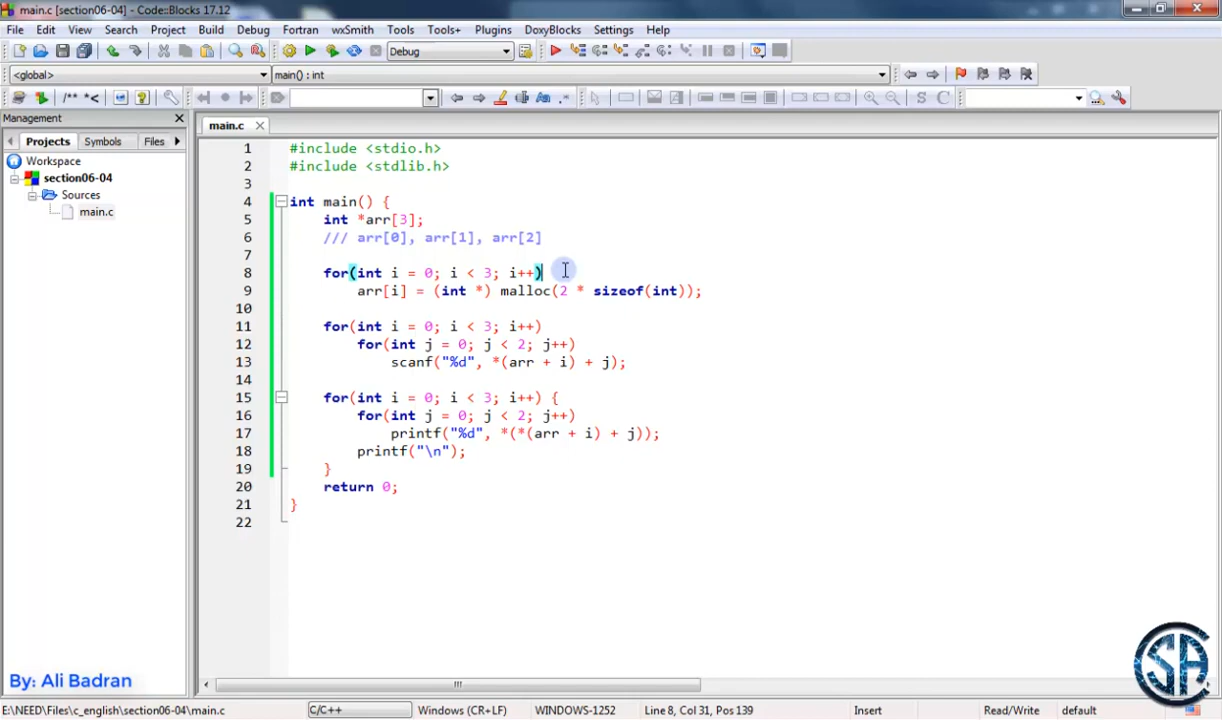 main.c [section06-04] - Code::Blocks 17.12
File Edit View Search Project Build Debug Fortran wxSmith Tools Tools+ Plugins DoxyBlocks Settings Help
Debug
<global> main() : int
/** *< S C
Management
Projects Symbols Files
Workspace
section06-04
Sources
main.c
main.c
1 #include <stdio.h>
2 #include <stdlib.h>
3
4 int main() {
5 int *arr[3];
6 /// arr[0], arr[1], arr[2]
7
8 for(int i = 0; i < 3; i++)
9 arr[i] = (int *) malloc(2 * sizeof(int));
10
11 for(int i = 0; i < 3; i++)
12 for(int j = 0; j < 2; j++)
13 scanf("%d", *(arr + i) + j);
14
15 for(int i = 0; i < 3; i++) {
16 for(int j = 0; j < 2; j++)
17 printf("%d", *(*(arr + i) + j));
18 printf("\n");
19 }
20 return 0;
21 }
22
By: Ali Badran
E:\NEED\Files\c_english\section06-04\main.c C/C++ Windows (CR+LF) WINDOWS-1252 Line 8, Col 31, Pos 139 Insert Read/Write default